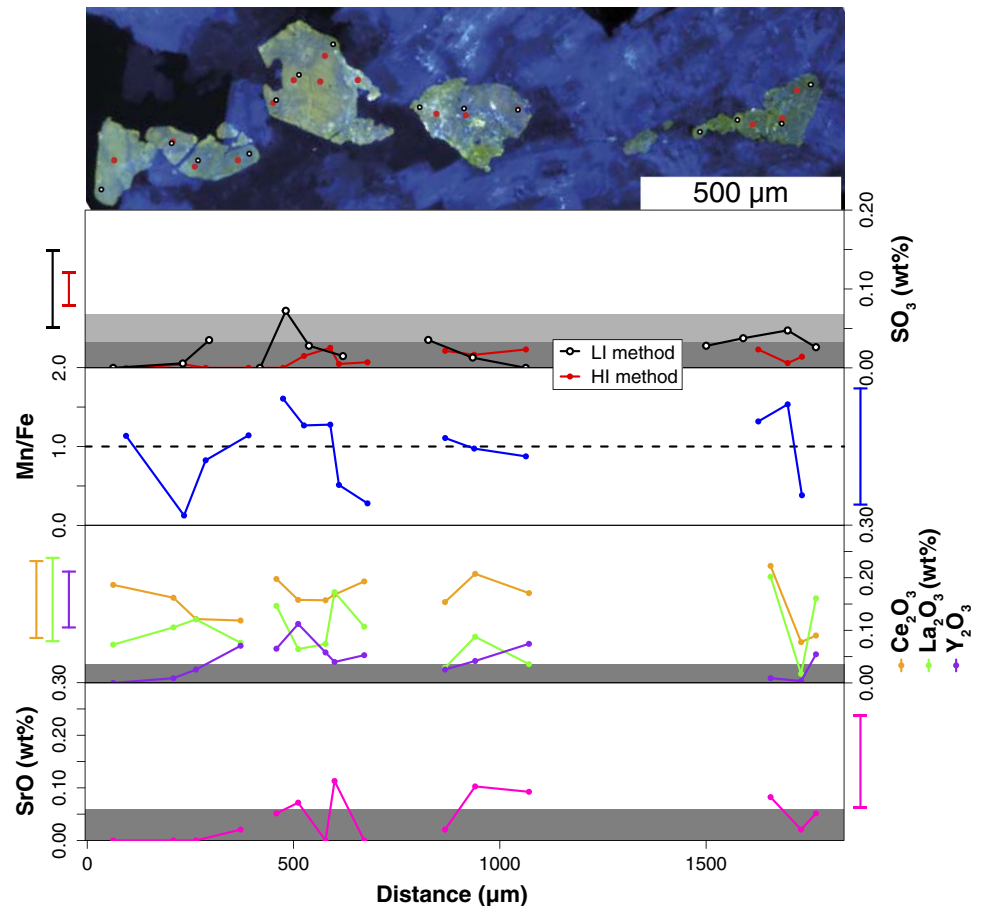 500 µm
0.20
0.10
0.00
SO3 (wt%)
LI method
HI method
2.0
1.0
0.0
Mn/Fe
0.30
0.20
0.10
0.00
Ce2O3
La2O3 (wt%)
Y2O3
0.30
0.20
0.10
0.00
SrO (wt%)
0
500
1000
1500
Distance (µm)